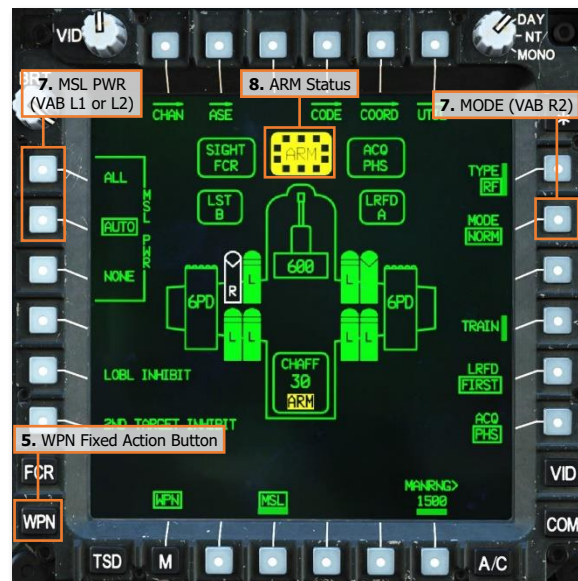 VID
DAY
NT
MONO
BRT
7. MSL PWR
(VAB L1 or L2)
8. ARM Status
7. MODE (VAB R2)
CHAN
ASE
CODE
COORD
UTIL
ALL
AUTO
NONE
MSL PWR
SIGHT
FCR
ARM
ACQ
PHS
LST
B
LRFD
A
TYPE
RF
MODE
NORM
600
R
L
L
6PD
6PD
L
L
L
L
TRAIN
CHAFF
30
ARM
LOBL INHIBIT
LRFD
FIRST
2ND TARGET INHIBIT
ACQ
PHS
5. WPN Fixed Action Button
FCR
VID
WPN
MSL
MANRNG>
1500
WPN
COM
TSD
M
A/C